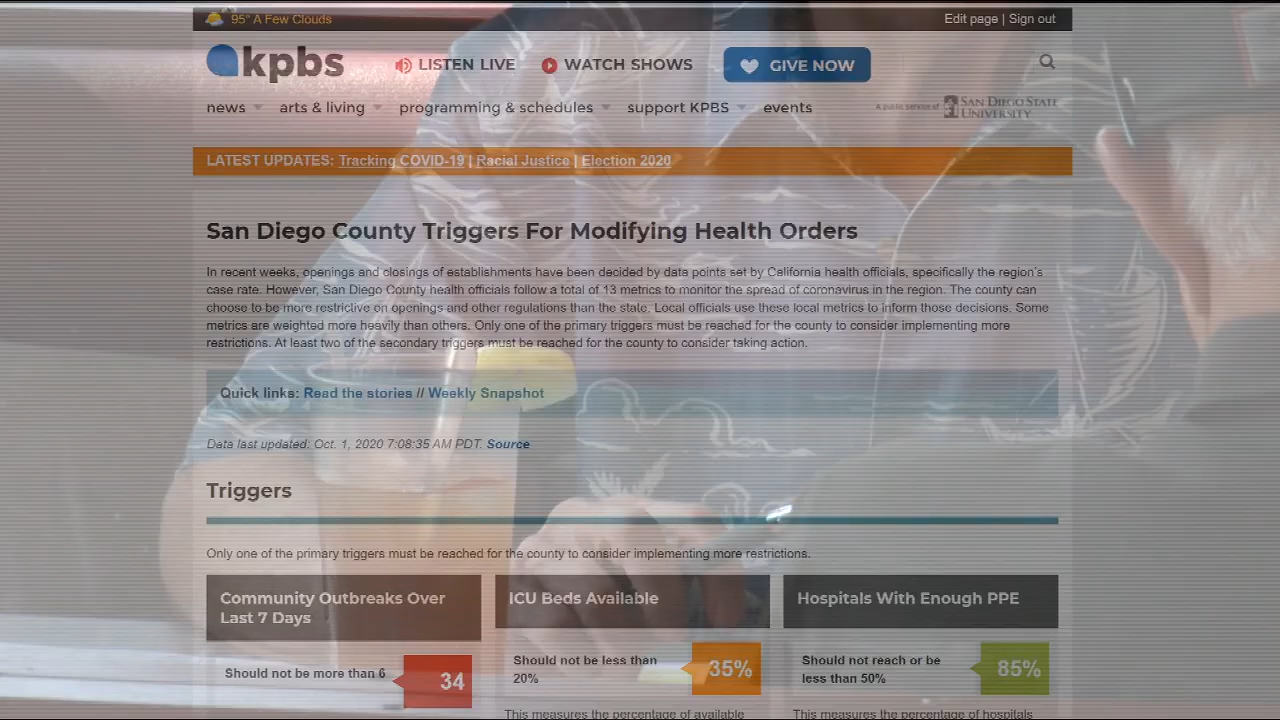 95° A Few Clouds
Edit page | Sign out
kpbs
LISTEN LIVE
WATCH SHOWS
GIVE NOW
news
arts & living
programming & schedules
support KPBS
events
A public service of
SAN DIEGO STATE
UNIVERSITY
LATEST UPDATES: Tracking COVID-19 | Racial Justice | Election 2020
San Diego County Triggers For Modifying Health Orders
In recent weeks, openings and closings of establishments have been decided by data points set by California health officials, specifically the region's
case rate. However, San Diego County health officials follow a total of 13 metrics to monitor the spread of coronavirus in the region. The county can
choose to be more restrictive on openings and other regulations than the state. Local officials use these local metrics to inform those decisions. Some
metrics are weighted more heavily than others. Only one of the primary triggers must be reached for the county to consider implementing more
restrictions. At least two of the secondary triggers must be reached for the county to consider taking action.
Quick links: Read the stories // Weekly Snapshot
Data last updated: Oct. 1, 2020 7:08:35 AM PDT. Source
Triggers
Only one of the primary triggers must be reached for the county to consider implementing more restrictions.
Community Outbreaks Over
Last 7 Days
Should not be more than 6
34
ICU Beds Available
Should not be less than
20%
35%
This measures the percentage of available
Hospitals With Enough PPE
Should not reach or be
less than 50%
85%
This measures the percentage of hospitals